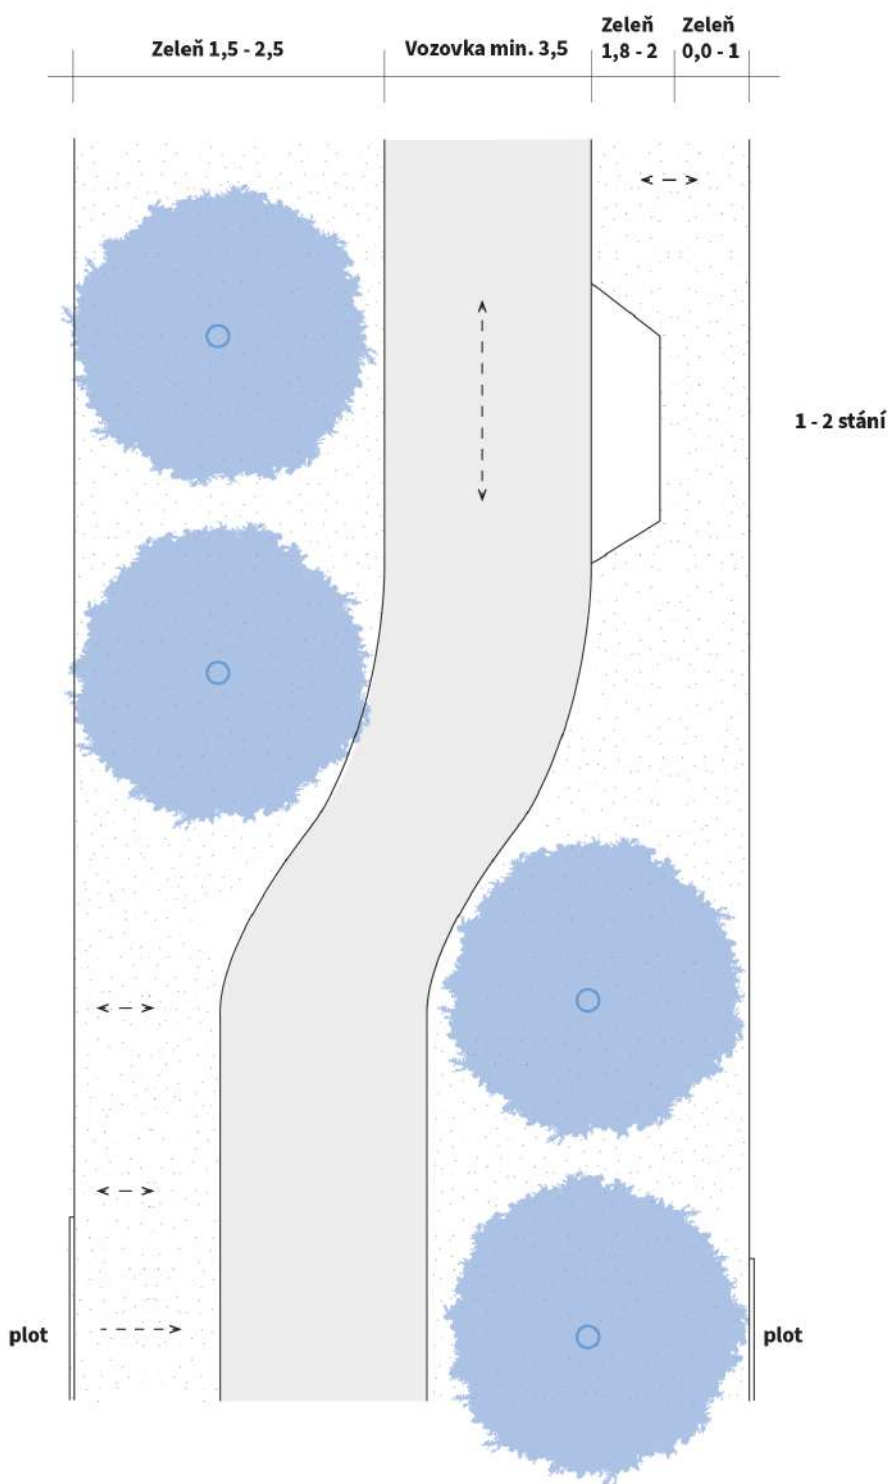 Zeleň 1,5 - 2,5
Vozovka min. 3,5
Zeleň
1,8 - 2
Zeleň
0,0 - 1
1 - 2 stání
plot
plot